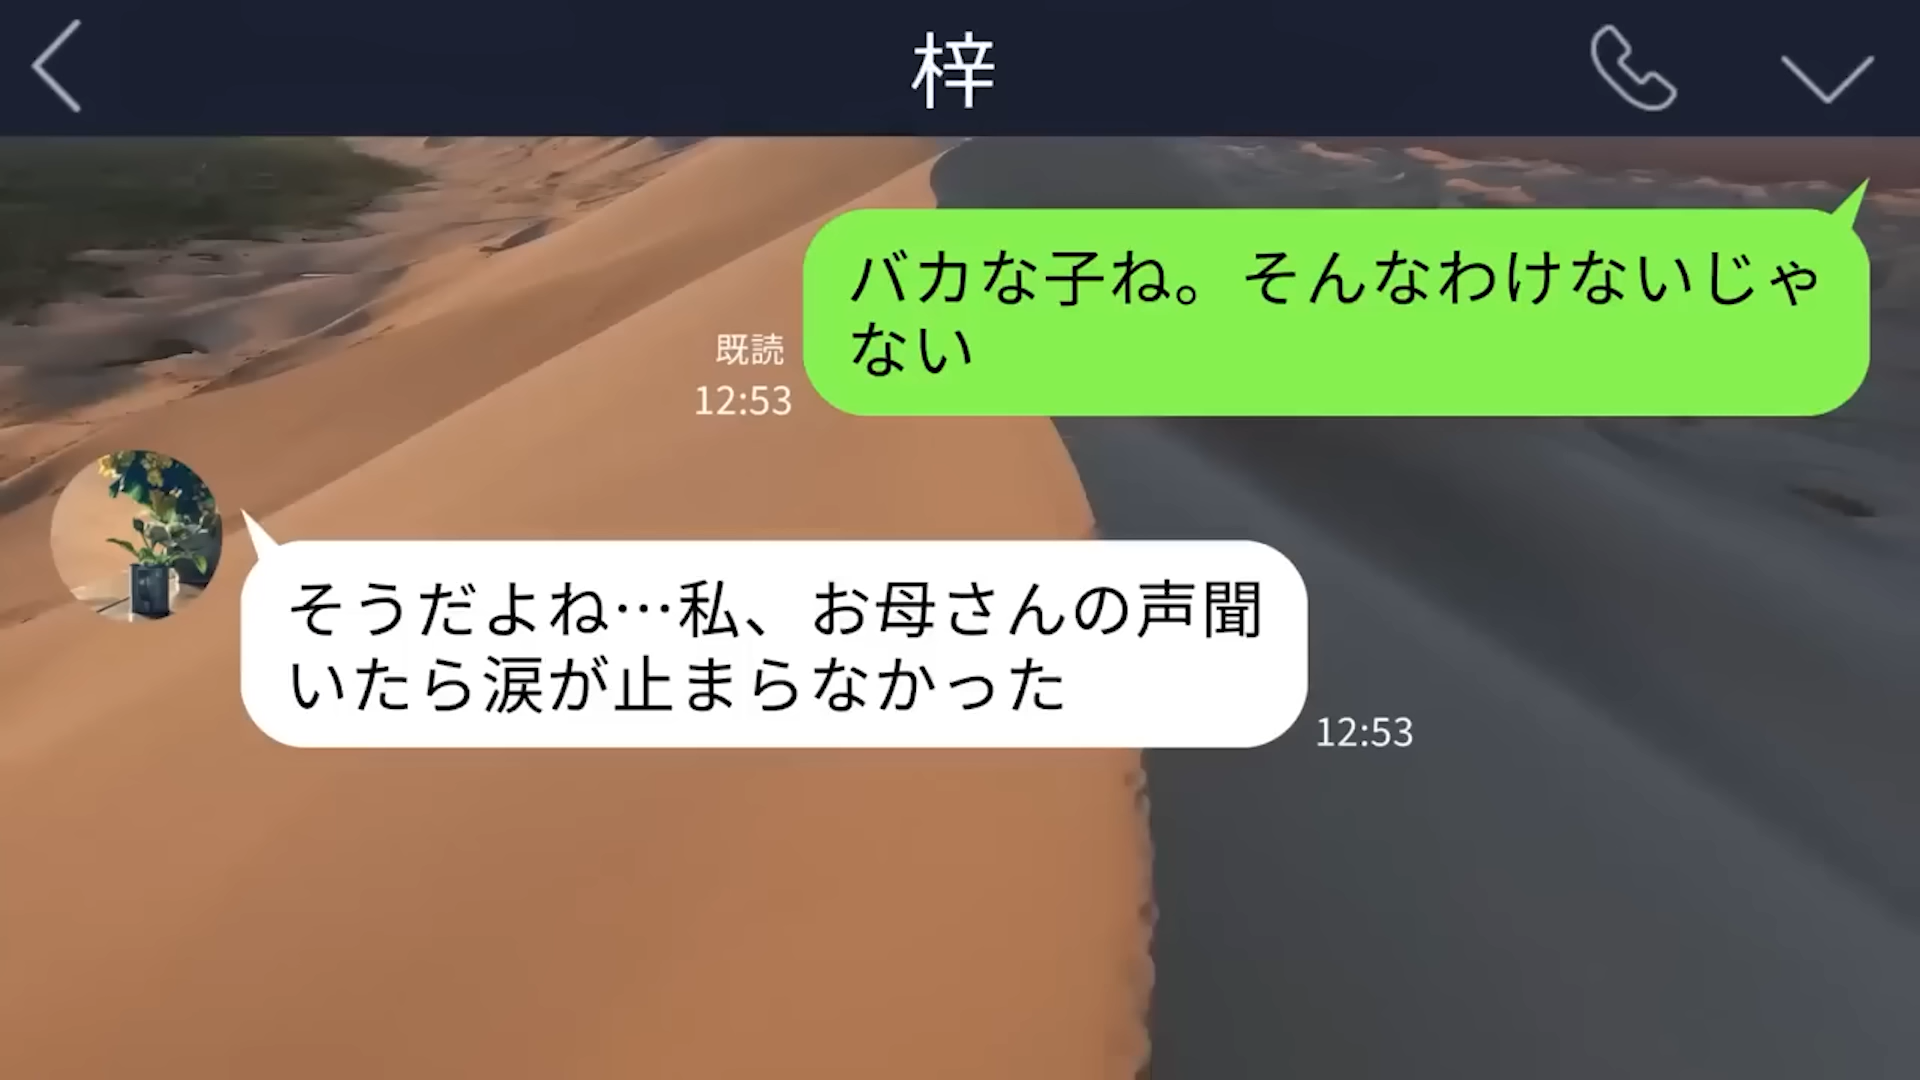 梓
バカな子ね。そんなわけないじゃ
ない
既読
12:53
そうだよね…私、お母さんの声聞
いたら涙が止まらなかった
12:53